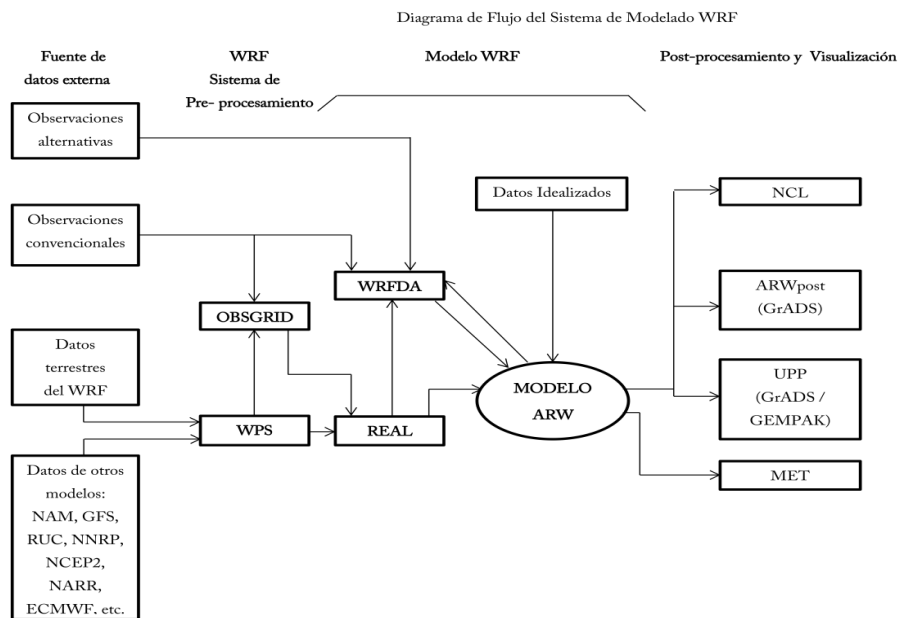 Diagrama de Flujo del Sistema de Modelado WRF
Fuente de
datos externa
WRF
Sistema de
Pre- procesamiento
Modelo WRF
Post-procesamiento y Visualización
Observaciones
alternativas
Observaciones
convencionales
Datos
terrestres
del WRF
Datos de otros
modelos:
NAM, GFS,
RUC, NNRP,
NCEP2,
NARR,
ECMWF, etc.
OBSGRID
WPS
Datos Idealizados
WRFDA
REAL
MODELO
ARW
NCL
ARWpost
(GrADS)
UPP
(GrADS /
GEMPAK)
MET